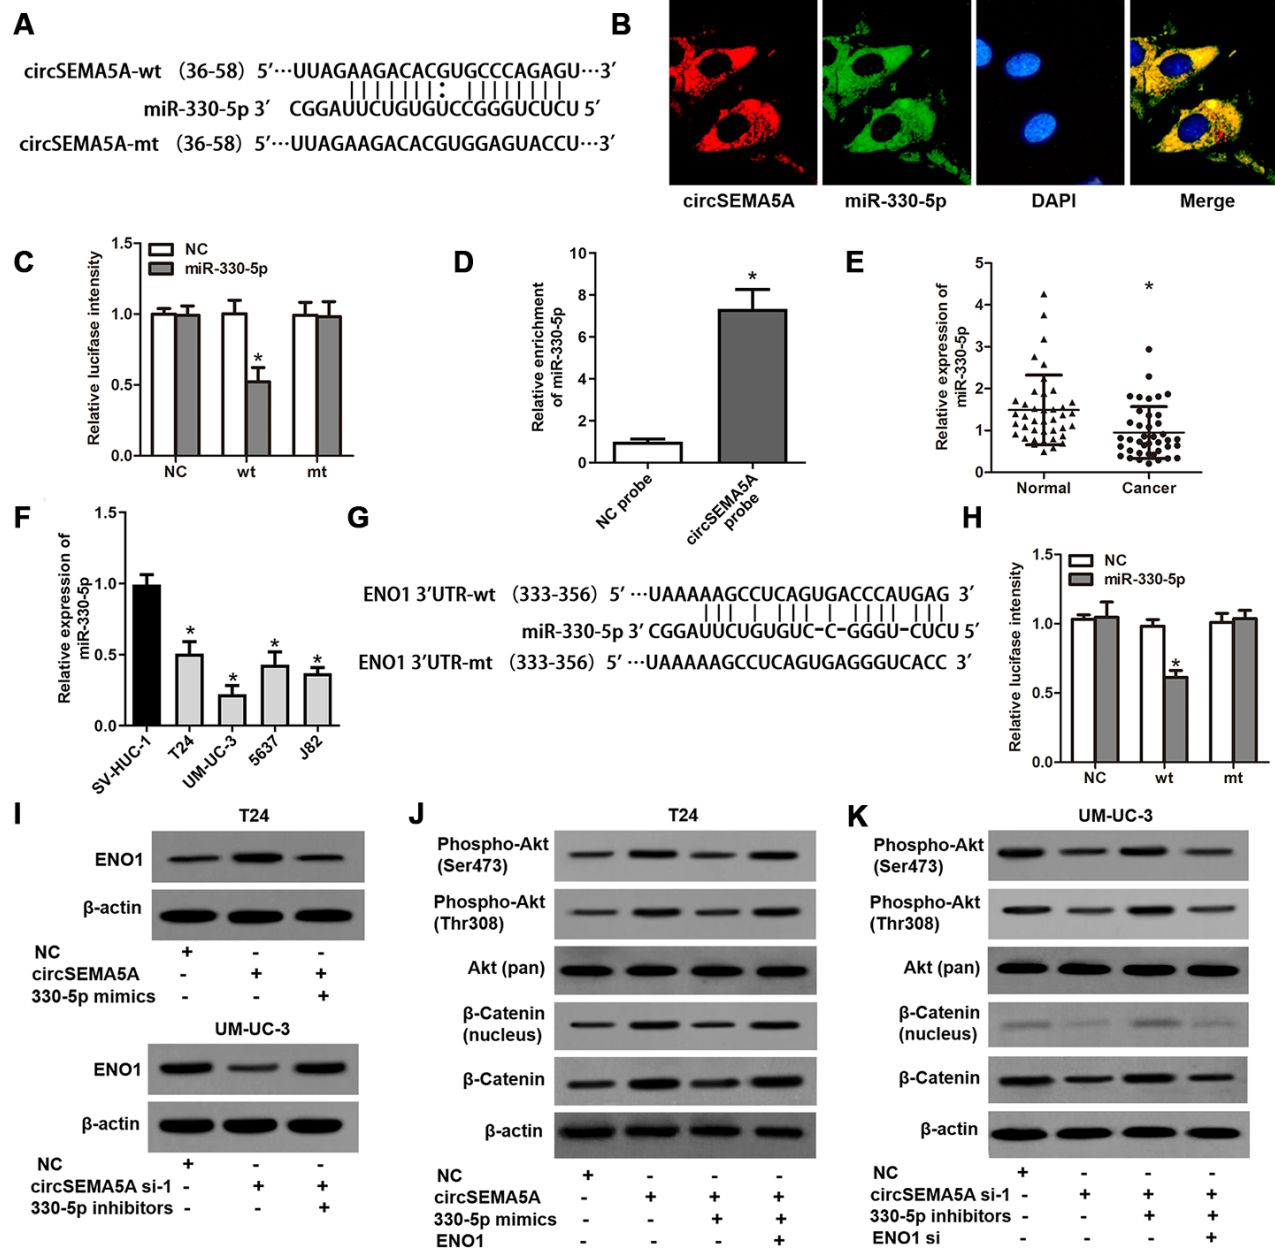 A
circSEMA5A-wt (36-58) 5′···UUAGAAGACACGUGCCCAGAGU···3′
miR-330-5p 3′ CGGAUUCUGUGUCCGGGUCUCU 5′
circSEMA5A-mt (36-58) 5′···UUAGAAGACACGUGGAGUACCU···3′
B
circSEMA5A miR-330-5p DAPI Merge
C
Relative lucifase intensity
1.5
1.0
0.5
0.0
NC
miR-330-5p
*
NC wt mt
D
Relative enrichment
of miR-330-5p
10
8
6
4
2
0
*
NC probe
circSEMA5A
probe
E
Relative expression of
miR-330-5p
5
4
3
2
1
0
*
Normal Cancer
F
Relative expression of
miR-330-5p
1.5
1.0
0.5
0.0
* * * *
SV-HUC-1 T24 UM-UC-3 5637 J82
G
ENO1 3′UTR-wt (333-356) 5′ ···UAAAAAGCCUCAGUGACCCAUGAG 3′
miR-330-5p 3′ CGGAUUCUGUGUC-C-GGGU-CUCU 5′
ENO1 3′UTR-mt (333-356) 5′ ···UAAAAAGCCUCAGUGAGGGUCACC 3′
H
Relative lucifase intensity
1.5
1.0
0.5
0.0
NC
miR-330-5p
*
NC wt mt
I
T24
ENO1
β-actin
NC + - -
circSEMA5A - + +
330-5p mimics - - +
UM-UC-3
ENO1
β-actin
NC + - -
circSEMA5A si-1 - + +
330-5p inhibitors - - +
J
T24
Phospho-Akt
(Ser473)
Phospho-Akt
(Thr308)
Akt (pan)
β-Catenin
(nucleus)
β-Catenin
β-actin
NC + - - -
circSEMA5A - + + +
330-5p mimics - - + +
ENO1 - - - +
K
UM-UC-3
Phospho-Akt
(Ser473)
Phospho-Akt
(Thr308)
Akt (pan)
β-Catenin
(nucleus)
β-Catenin
β-actin
NC + - - -
circSEMA5A si-1 - + + +
330-5p inhibitors - - + +
ENO1 si - - - +